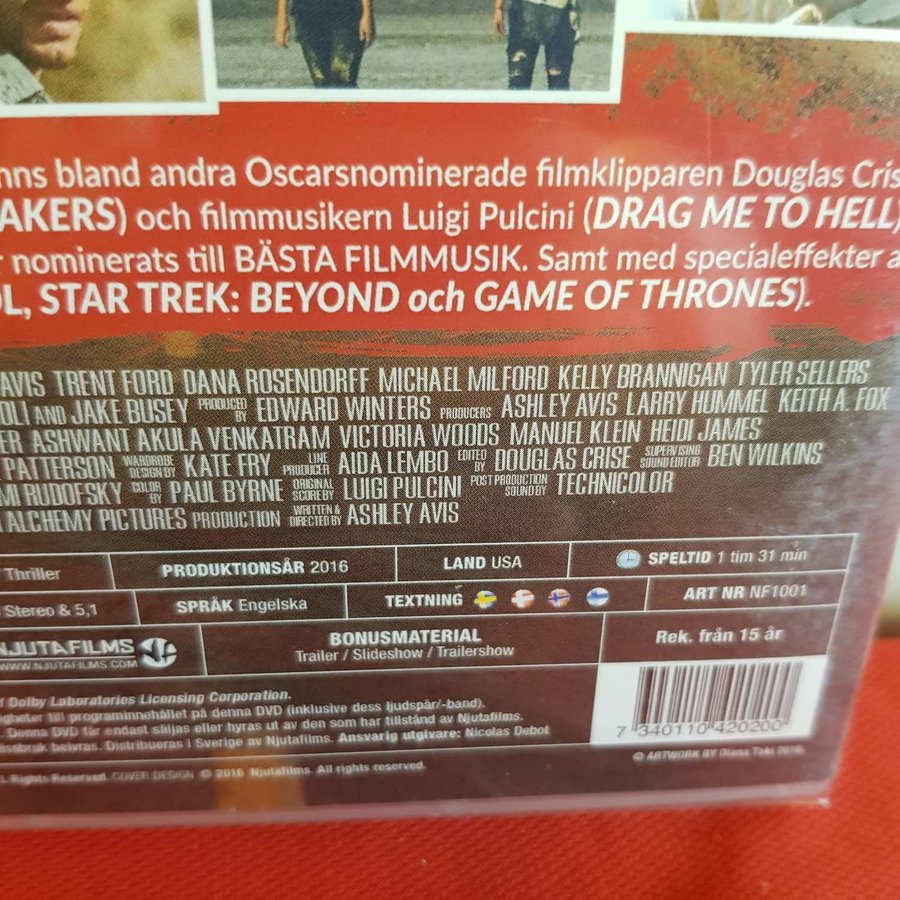 nns bland andra Oscarsnominerade filmklipparen Douglas Cris
AKERS) och filmmusikern Luigi Pulcini (DRAG ME TO HELL)
r nominerats till BÄSTA FILMMUSIK. Samt med specialeffekter a
OL, STAR TREK: BEYOND och GAME OF THRONES).
AVIS TRENT FORD DANA ROSENDORFF MICHAEL MILFORD KELLY BRANNIGAN TYLER SELLERS
OLI AND JAKE BUSEY PRODUCED BY EDWARD WINTERS PRODUCERS ASHLEY AVIS LARRY HUMMEL KEITH A. FOX
ER ASHWANT AKULA VENKATRAM VICTORIA WOODS MANUEL KLEIN HEIDI JAMES
PATTERSON WARDROBE DESIGN BY KATE FRY LINE PRODUCER AIDA LEMBO EDITED BY DOUGLAS CRISE SUPERVISING SOUND EDITOR BEN WILKINS
MI RUDOFSKY COLOR BY PAUL BYRNE ORIGINAL SCORE BY LUIGI PULCINI POST PRODUCTION SOUND BY TECHNICOLOR
ALCHEMY PICTURES PRODUCTION WRITTEN & DIRECTED BY ASHLEY AVIS
Thriller PRODUKTIONSÅR 2016 LAND USA SPELTID 1 tim 31 min
Stereo & 5,1 SPRÅK Engelska TEXTNING ART NR NF1001
NJUTAFILMS
WWW.NJUTAFILMS.COM
BONUSMATERIAL
Trailer / Slideshow / Trailershow
Rek. från 15 år
Dolby Laboratories Licensing Corporation.
igheter till programinnehållet på denna DVD (inklusive dess ljudspår/-band).
Denna DVD får endast säljas eller hyras ut av den som har tillstånd av Njutafilms.
issbruk beivras. Distribueras i Sverige av Njutafilms. Ansvarig utgivare: Nicolas Debot
7 340110 420200
© ARTWORK BY Diana Taki 2016.
Rights Reserved. COVER DESIGN © 2016 Njutafilms. All rights reserved.